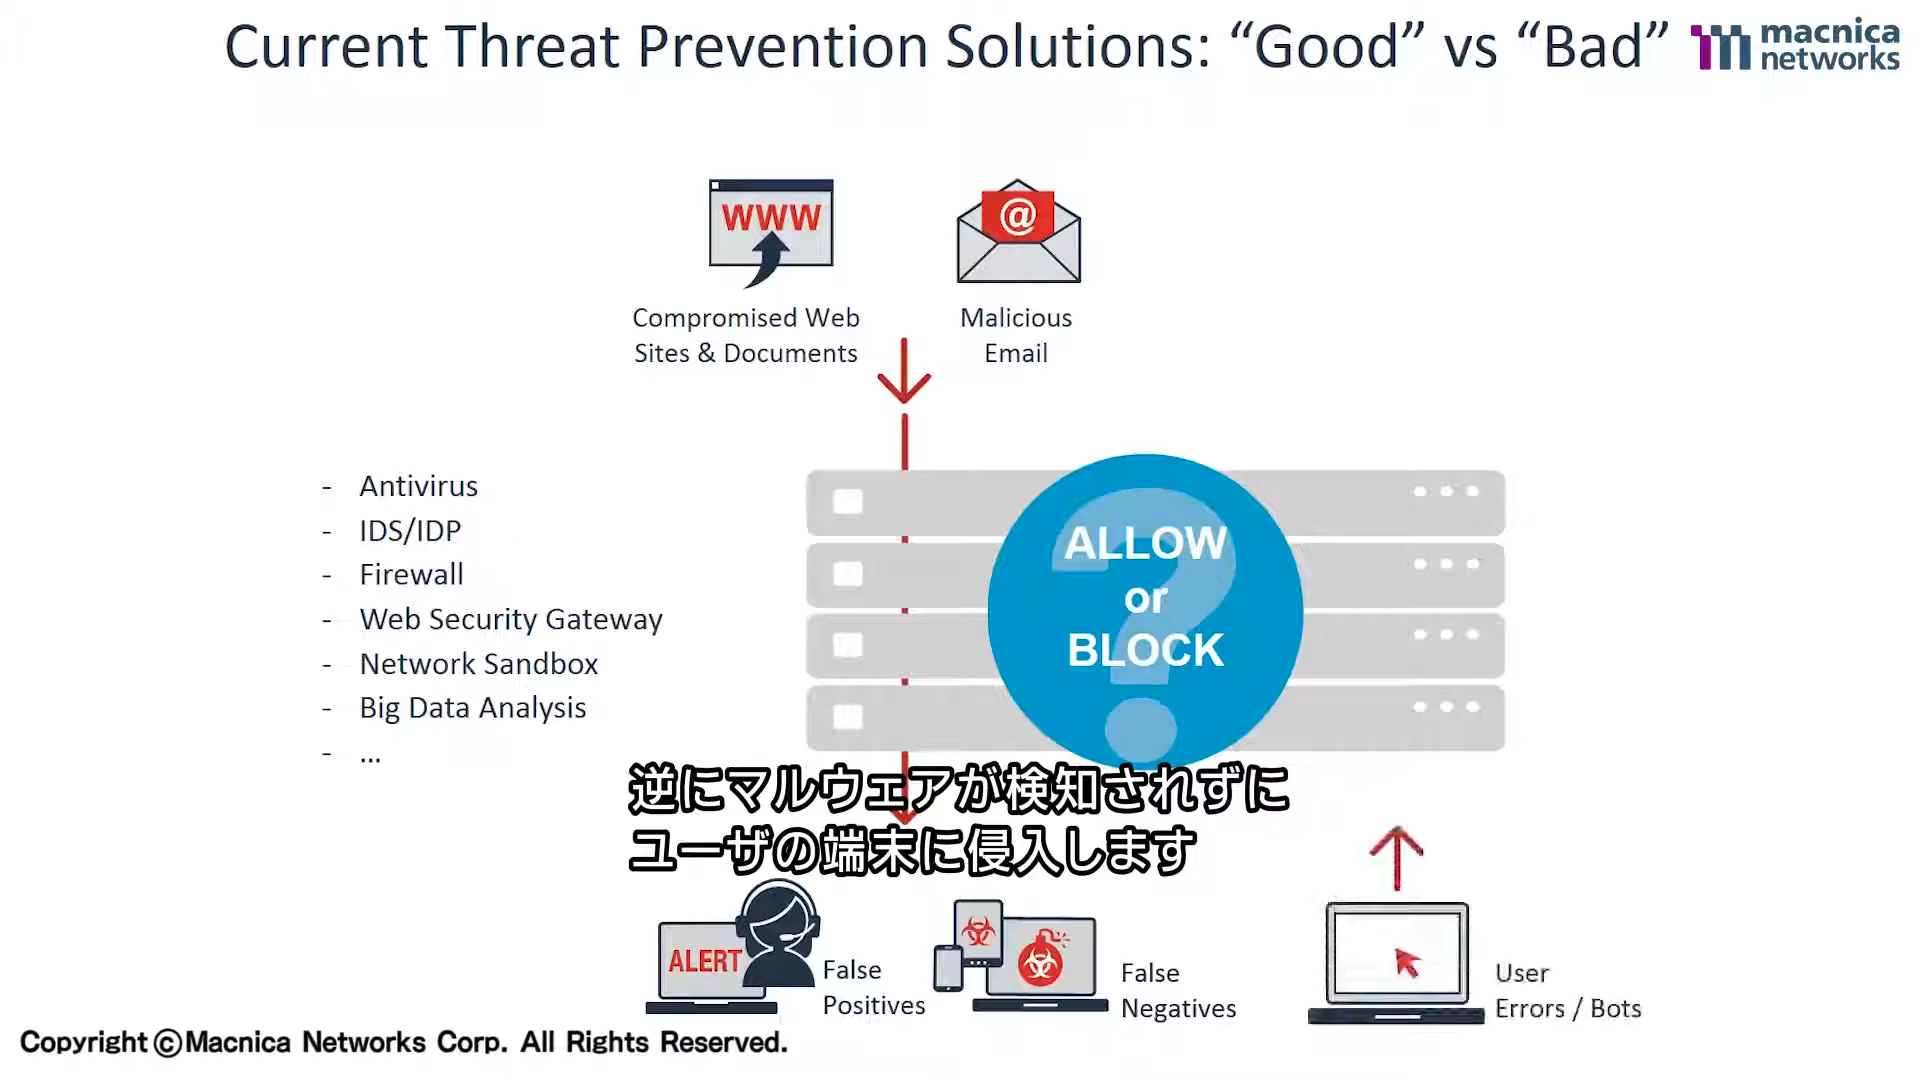 Current Threat Prevention Solutions: “Good” vs “Bad”
macnica
networks
WWW
@
Compromised Web
Sites & Documents
Malicious
Email
- Antivirus
- IDS/IDP
- Firewall
- Web Security Gateway
- Network Sandbox
- Big Data Analysis
- ...
?
ALLOW
or
BLOCK
逆にマルウェアが検知されずに
ユーザの端末に侵入します
ALERT
False
Positives
False
Negatives
User
Errors / Bots
Copyright ©Macnica Networks Corp. All Rights Reserved.